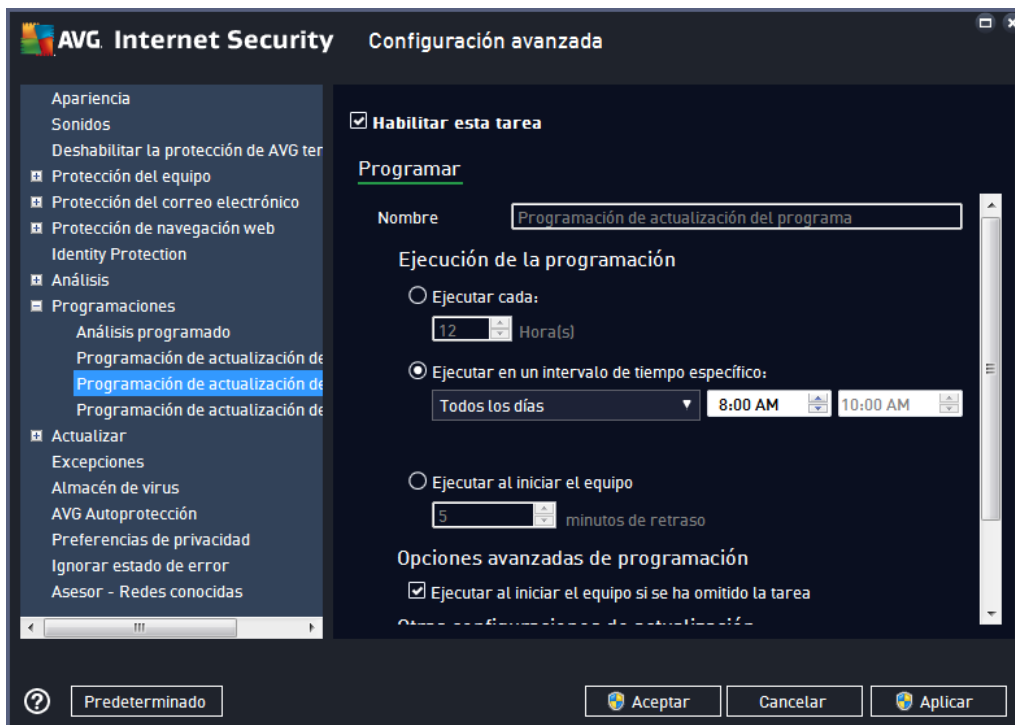 AVG. Internet Security Configuración avanzada
Apariencia
Sonidos
Deshabilitar la protección de AVG ter
Protección del equipo
Protección del correo electrónico
Protección de navegación web
Identity Protection
Análisis
Programaciones
Análisis programado
Programación de actualización de
Programación de actualización de
Programación de actualización de
Actualizar
Excepciones
Almacén de virus
AVG Autoprotección
Preferencias de privacidad
Ignorar estado de error
Asesor - Redes conocidas
Habilitar esta tarea
Programar
Nombre Programación de actualización del programa
Ejecución de la programación
Ejecutar cada:
12 Hora(s)
Ejecutar en un intervalo de tiempo específico:
Todos los días 8:00 AM 10:00 AM
Ejecutar al iniciar el equipo
5 minutos de retraso
Opciones avanzadas de programación
Ejecutar al iniciar el equipo si se ha omitido la tarea
Otras configuraciones de actualización
? Predeterminado Aceptar Cancelar Aplicar